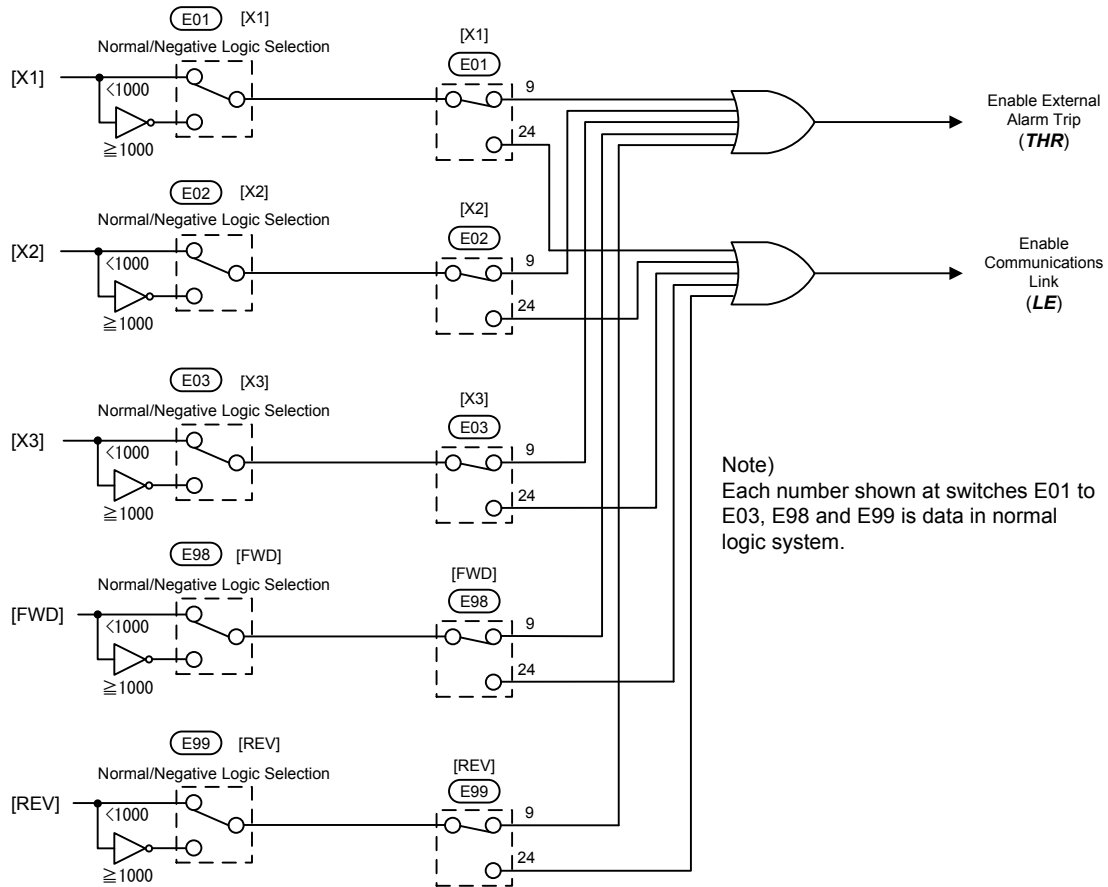 E01 [X1]
Normal/Negative Logic Selection
[X1]
E01
[X1]
<1000
≧1000
9
24
Enable External
Alarm Trip
(THR)
E02 [X2]
Normal/Negative Logic Selection
[X2]
E02
[X2]
<1000
≧1000
9
24
Enable
Communications
Link
(LE)
E03 [X3]
Normal/Negative Logic Selection
[X3]
E03
[X3]
<1000
≧1000
9
24
Note)
Each number shown at switches E01 to
E03, E98 and E99 is data in normal
logic system.
E98 [FWD]
Normal/Negative Logic Selection
[FWD]
E98
[FWD]
<1000
≧1000
9
24
E99 [REV]
Normal/Negative Logic Selection
[REV]
E99
[REV]
<1000
≧1000
9
24